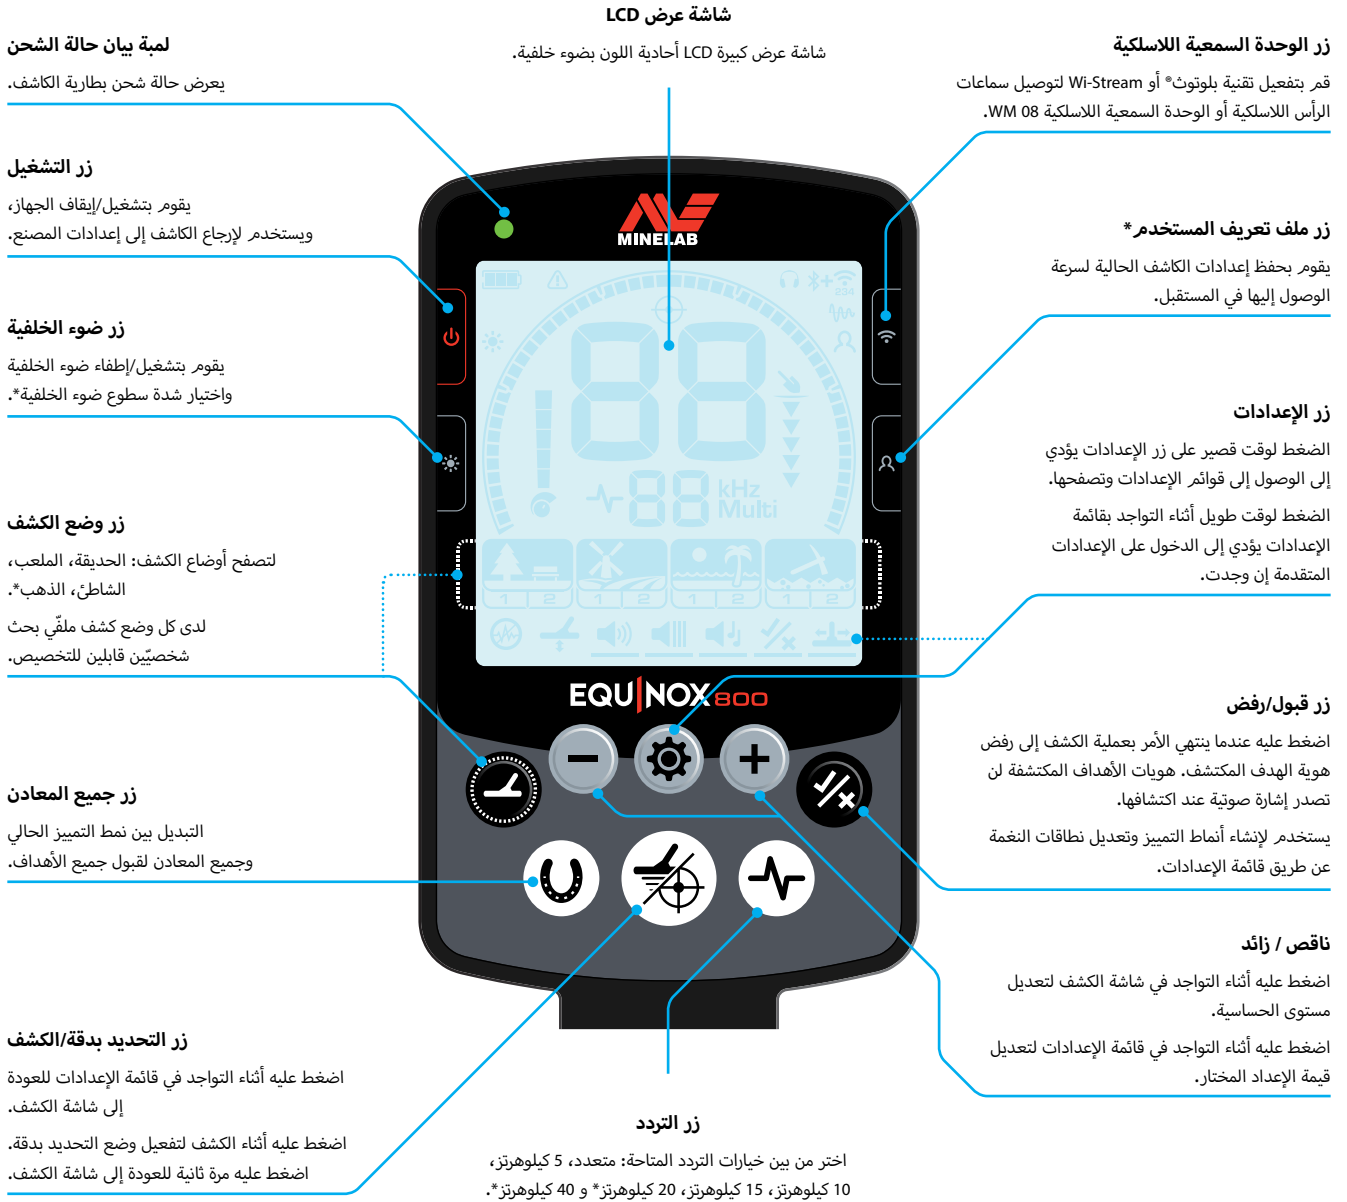 شاشة عرض LCD
شاشة عرض كبيرة LCD أحادية اللون بضوء خلفية.
زر الوحدة السمعية اللاسلكية
قم بتفعيل تقنية بلوتوث® أو Wi-Stream لتوصيل سماعات
الرأس اللاسلكية أو الوحدة السمعية اللاسلكية WM 08.
زر ملف تعريف المستخدم*
يقوم بحفظ إعدادات الكاشف الحالية لسرعة
الوصول إليها في المستقبل.
زر الإعدادات
الضغط لوقت قصير على زر الإعدادات يؤدي
إلى الوصول إلى قوائم الإعدادات وتصفحها.
الضغط لوقت طويل أثناء التواجد بقائمة
الإعدادات يؤدي إلى الدخول على الإعدادات
المتقدمة إن وجدت.
زر قبول/رفض
اضغط عليه عندما ينتهي الأمر بعملية الكشف إلى رفض
هوية الهدف المكتشف. هويات الأهداف المكتشفة لن
تصدر إشارة صوتية عند اكتشافها.
يستخدم لإنشاء أنماط التمييز وتعديل نطاقات النغمة
عن طريق قائمة الإعدادات.
ناقص / زائد
اضغط عليه أثناء التواجد في شاشة الكشف لتعديل
مستوى الحساسية.
اضغط عليه أثناء التواجد في قائمة الإعدادات لتعديل
قيمة الإعداد المختار.
لمبة بيان حالة الشحن
يعرض حالة شحن بطارية الكاشف.
زر التشغيل
يقوم بتشغيل/إيقاف الجهاز،
ويستخدم لإرجاع الكاشف إلى إعدادات المصنع.
زر ضوء الخلفية
يقوم بتشغيل/إطفاء ضوء الخلفية
واختيار شدة سطوع ضوء الخلفية*.
زر وضع الكشف
لتصفح أوضاع الكشف: الحديقة، الملعب،
الشاطئ، الذهب*.
لدى كل وضع كشف ملفّي بحث
شخصيّين قابلين للتخصيص.
زر جميع المعادن
التبديل بين نمط التمييز الحالي
وجميع المعادن لقبول جميع الأهداف.
زر التحديد بدقة/الكشف
اضغط عليه أثناء التواجد في قائمة الإعدادات للعودة
إلى شاشة الكشف.
اضغط عليه أثناء الكشف لتفعيل وضع التحديد بدقة.
اضغط عليه مرة ثانية للعودة إلى شاشة الكشف.
زر التردد
اختر من بين خيارات التردد المتاحة: متعدد، 5 كيلوهرتز،
10 كيلوهرتز، 15 كيلوهرتز، 20 كيلوهرتز* و 40 كيلوهرتز*.
MINELAB
234
88
88 kHz
Multi
1 2 1 2 1 2 1 2
EQUINOX 800